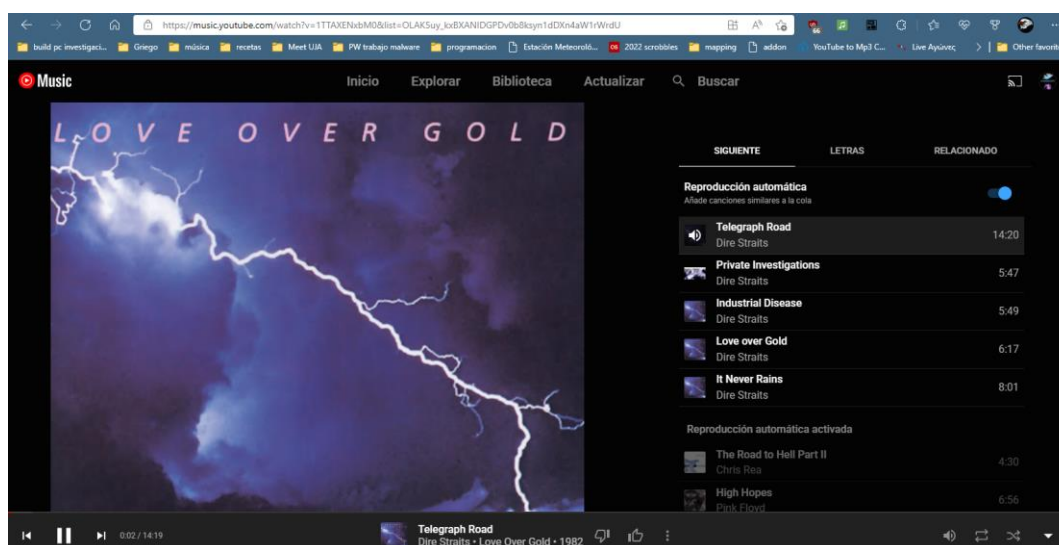 https://music.youtube.com/watch?v=1TTAXENxbM0&list=OLAK5uy_kxBXANIDGPDv0b8ksyn1dDXn4aW1rWrdU
build pc investigaci... Griego música recetas Meet UJA PW trabajo malware programacion Estación Meteoroló... 2022 scrobbles mapping addon YouTube to Mp3 C... Live Αγώνες Other favorit
Music Inicio Explorar Biblioteca Actualizar Buscar
LOVE OVER GOLD
SIGUIENTE LETRAS RELACIONADO
Reproducción automática
Añade canciones similares a la cola
Telegraph Road
Dire Straits
14:20
Private Investigations
Dire Straits
5:47
Industrial Disease
Dire Straits
5:49
Love over Gold
Dire Straits
6:17
It Never Rains
Dire Straits
8:01
Reproducción automática activada
The Road to Hell Part II
Chris Rea
4:30
High Hopes
Pink Floyd
6:56
0:02 / 14:19
Telegraph Road
Dire Straits • Love Over Gold • 1982